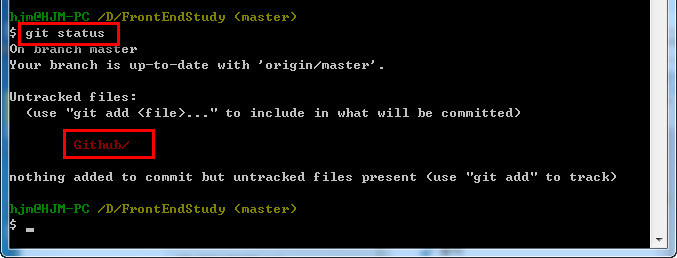 hjm@HJM-PC /D/FrontEndStudy (master)
$ git status
On branch master
Your branch is up-to-date with 'origin/master'.
Untracked files:
(use "git add <file>..." to include in what will be committed)
Github/
nothing added to commit but untracked files present (use "git add" to track)
hjm@HJM-PC /D/FrontEndStudy (master)
$